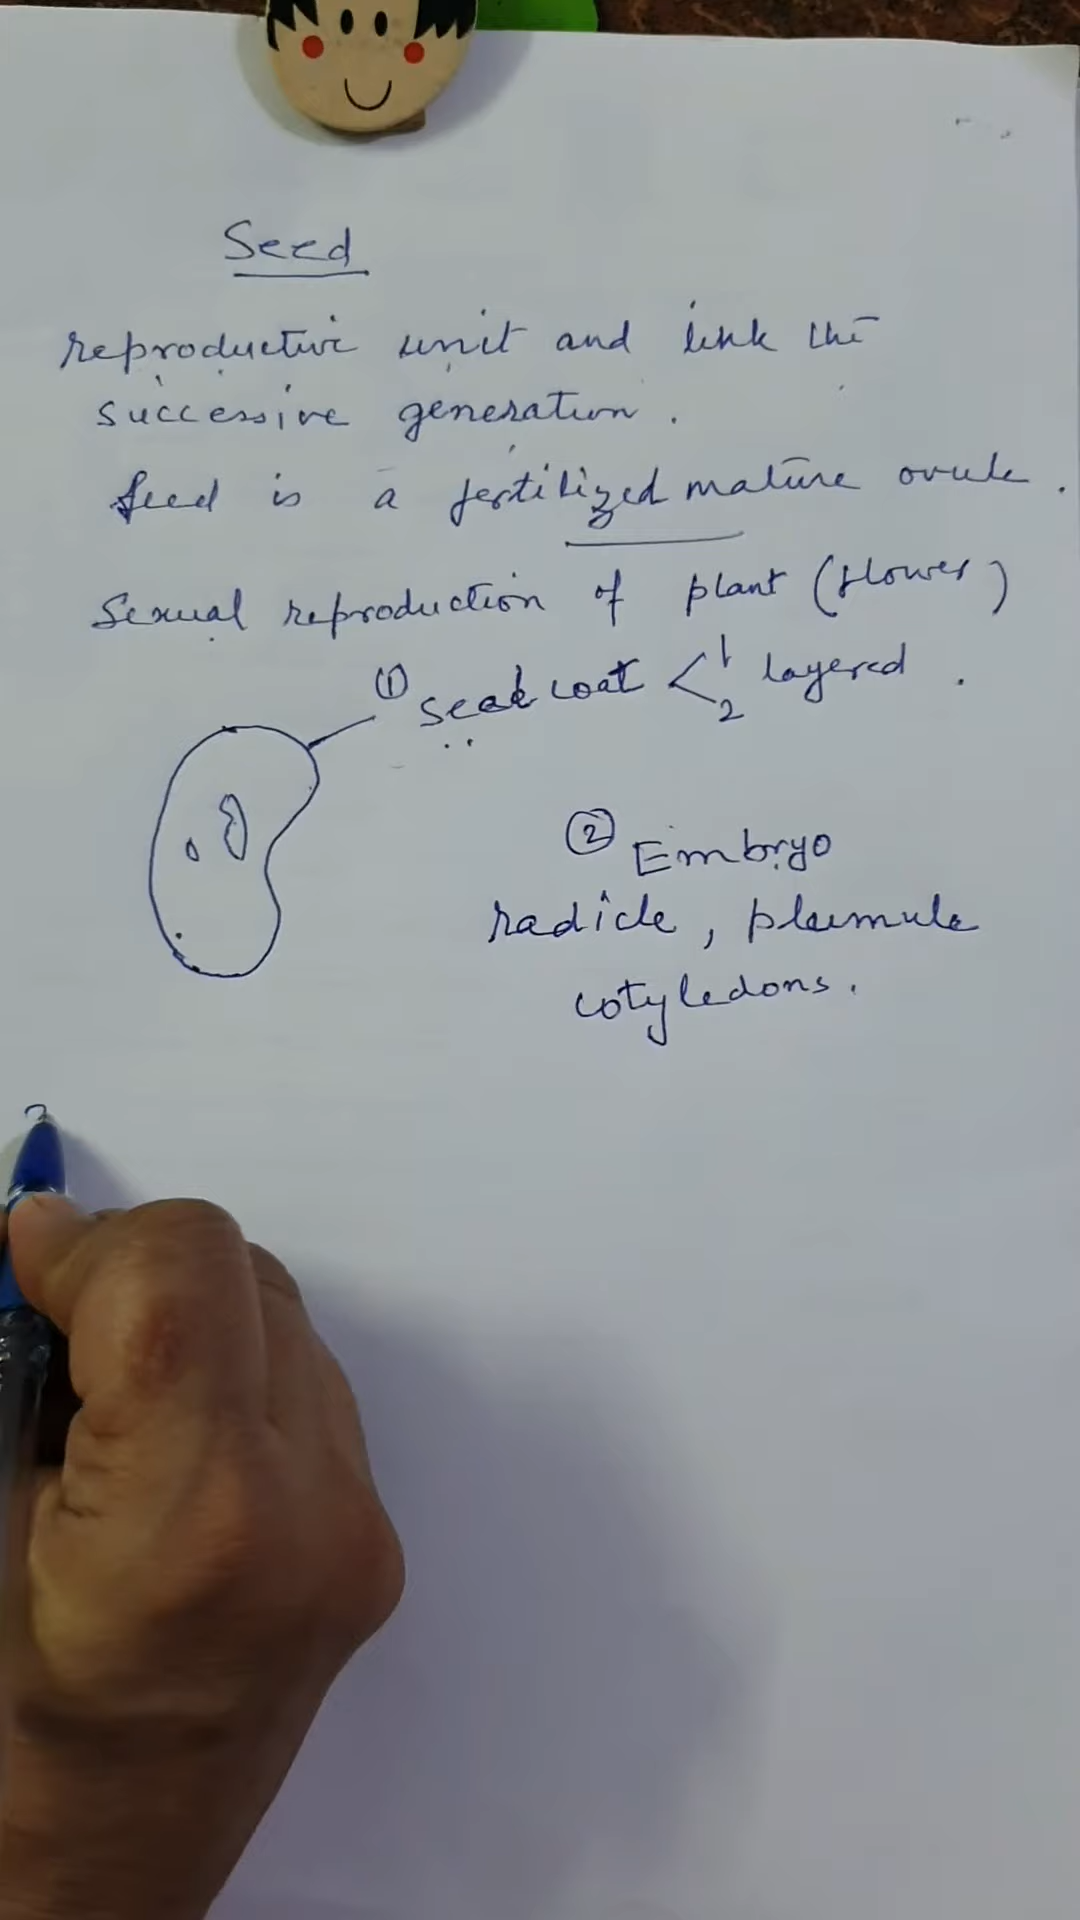 Seed
reproductive unit and link the
successive generation.
Seed is a fertilized mature ovule.
Sexual reproduction of plant (flower)
① Seed coat < 1 2 layered.
② Embryo
radicle, plumule
cotyledons.